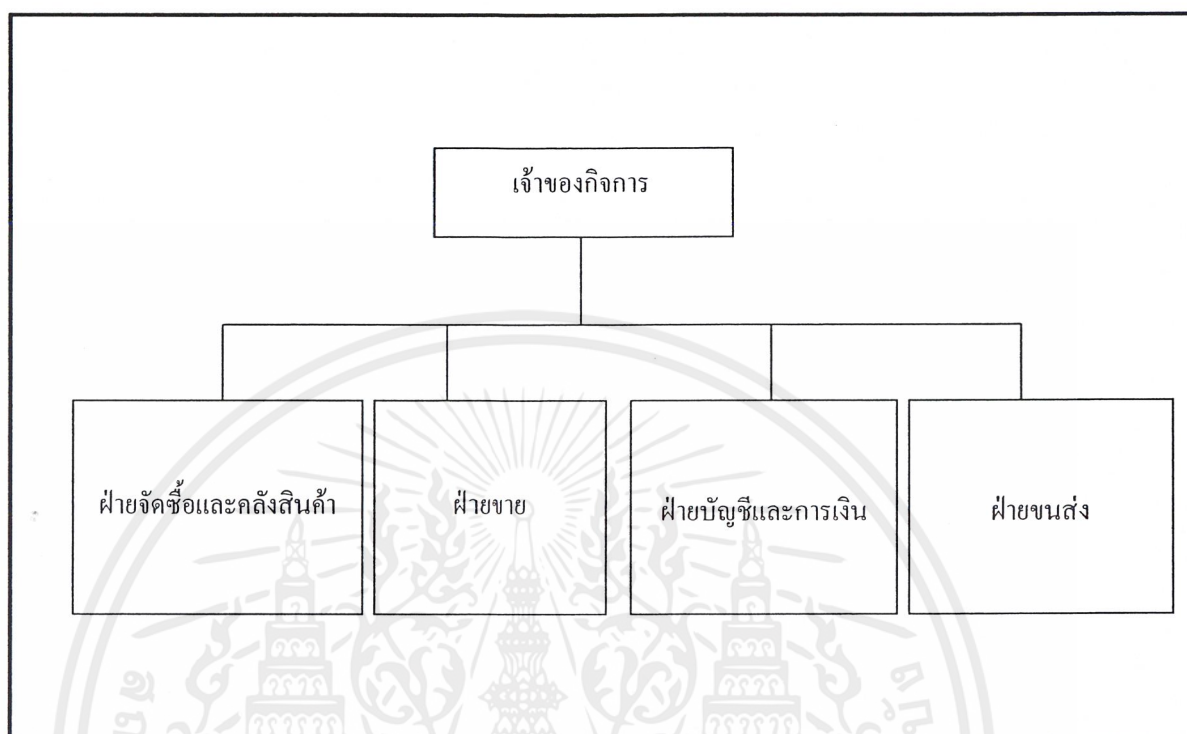 เจ้าของกิจการ
ฝ่ายจัดซื้อและคลังสินค้า
ฝ่ายขาย
ฝ่ายบัญชีและการเงิน
ฝ่ายขนส่ง